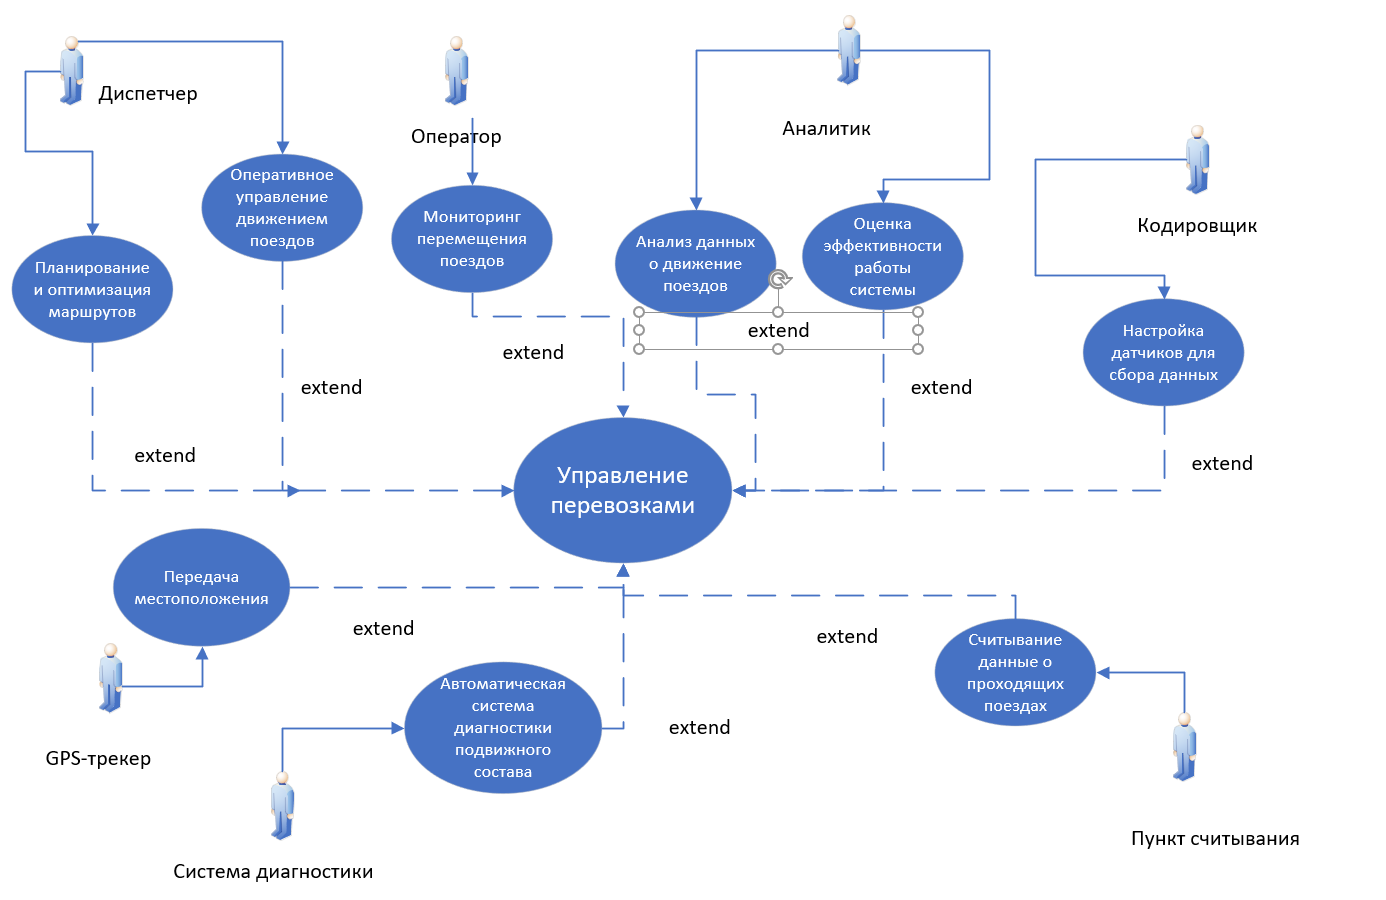 Диспетчер
Оператор
Аналитик
Кодировщик
Оперативное
управление
движением
поездов
Мониторинг
перемещения
поездов
Анализ данных
о движение
поездов
Оценка
эффективности
работы
системы
Планирование
и оптимизация
маршрутов
Настройка
датчиков для
сбора данных
extend
extend
extend
extend
extend
extend
Управление
перевозками
Передача
местоположения
extend
extend
Считывание
данные о
проходящих
поездах
Автоматическая
система
диагностики
подвижного
состава
extend
GPS-трекер
Пункт считывания
Система диагностики